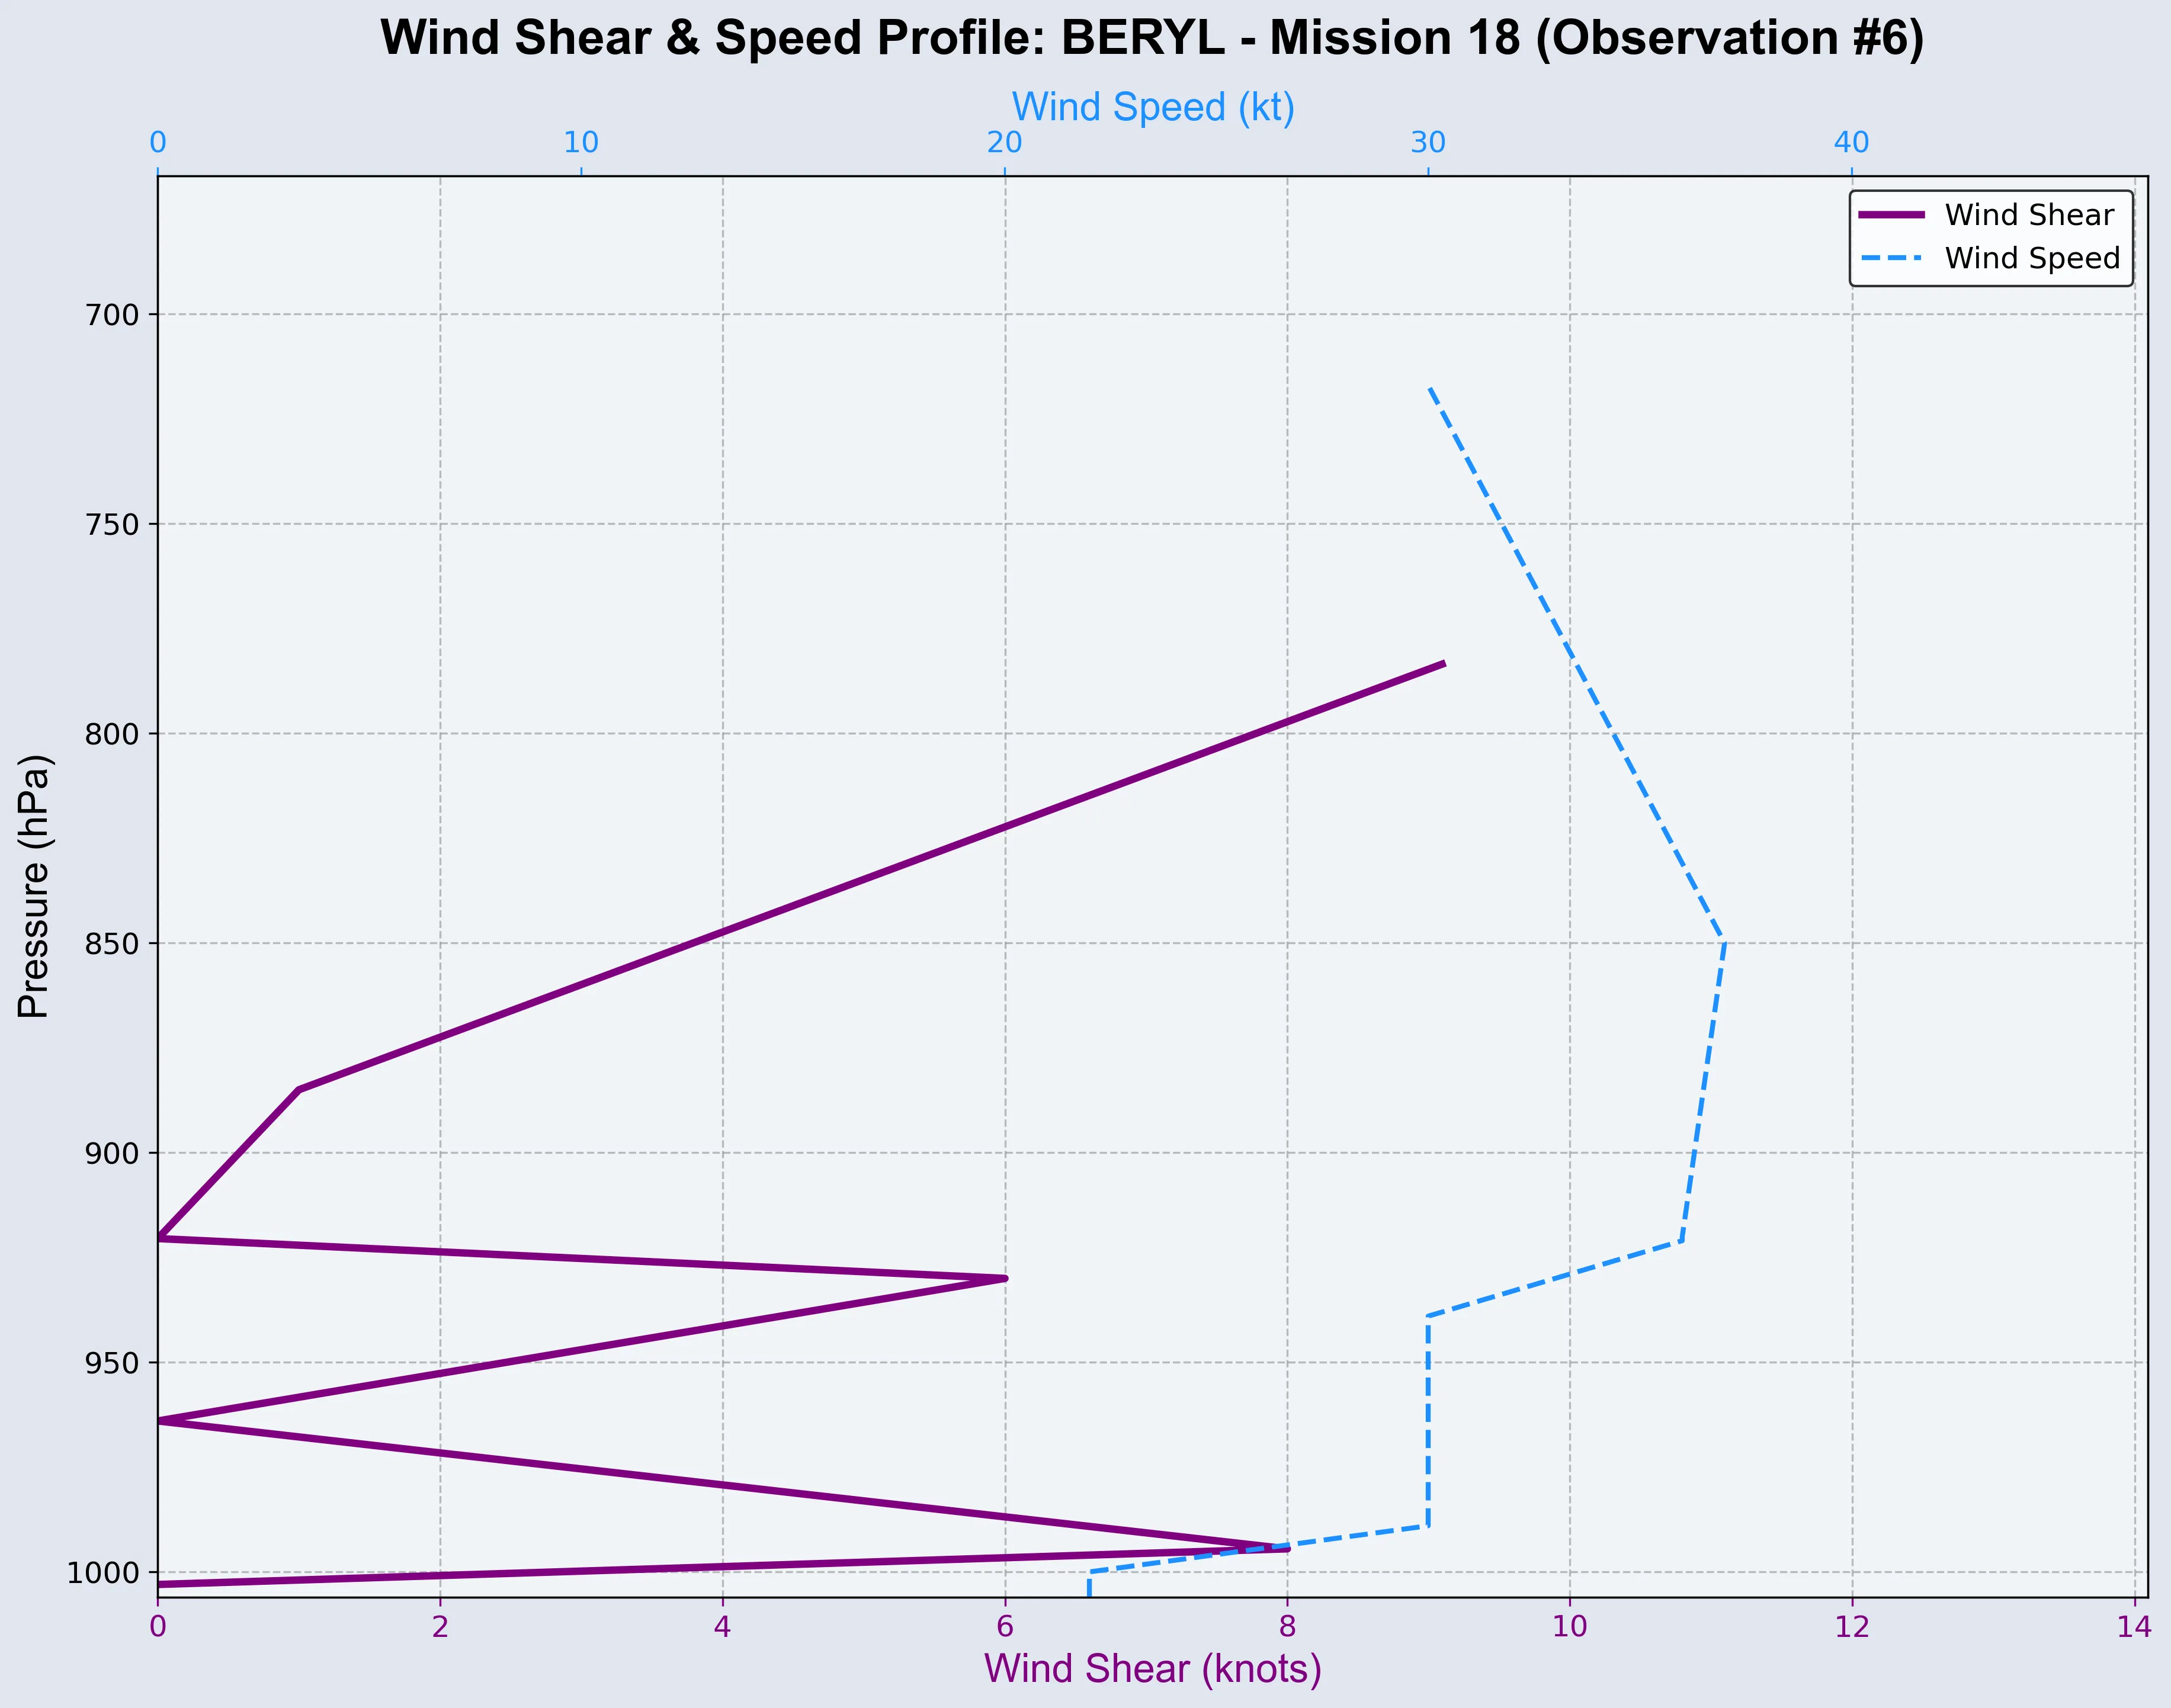 Wind Shear & Speed Profile: BERYL - Mission 18 (Observation #6)
Wind Speed (kt)
0 10 20 30 40
Wind Shear
Wind Speed
700
750
800
850
900
950
1000
Pressure (hPa)
0 2 4 6 8 10 12 14
Wind Shear (knots)